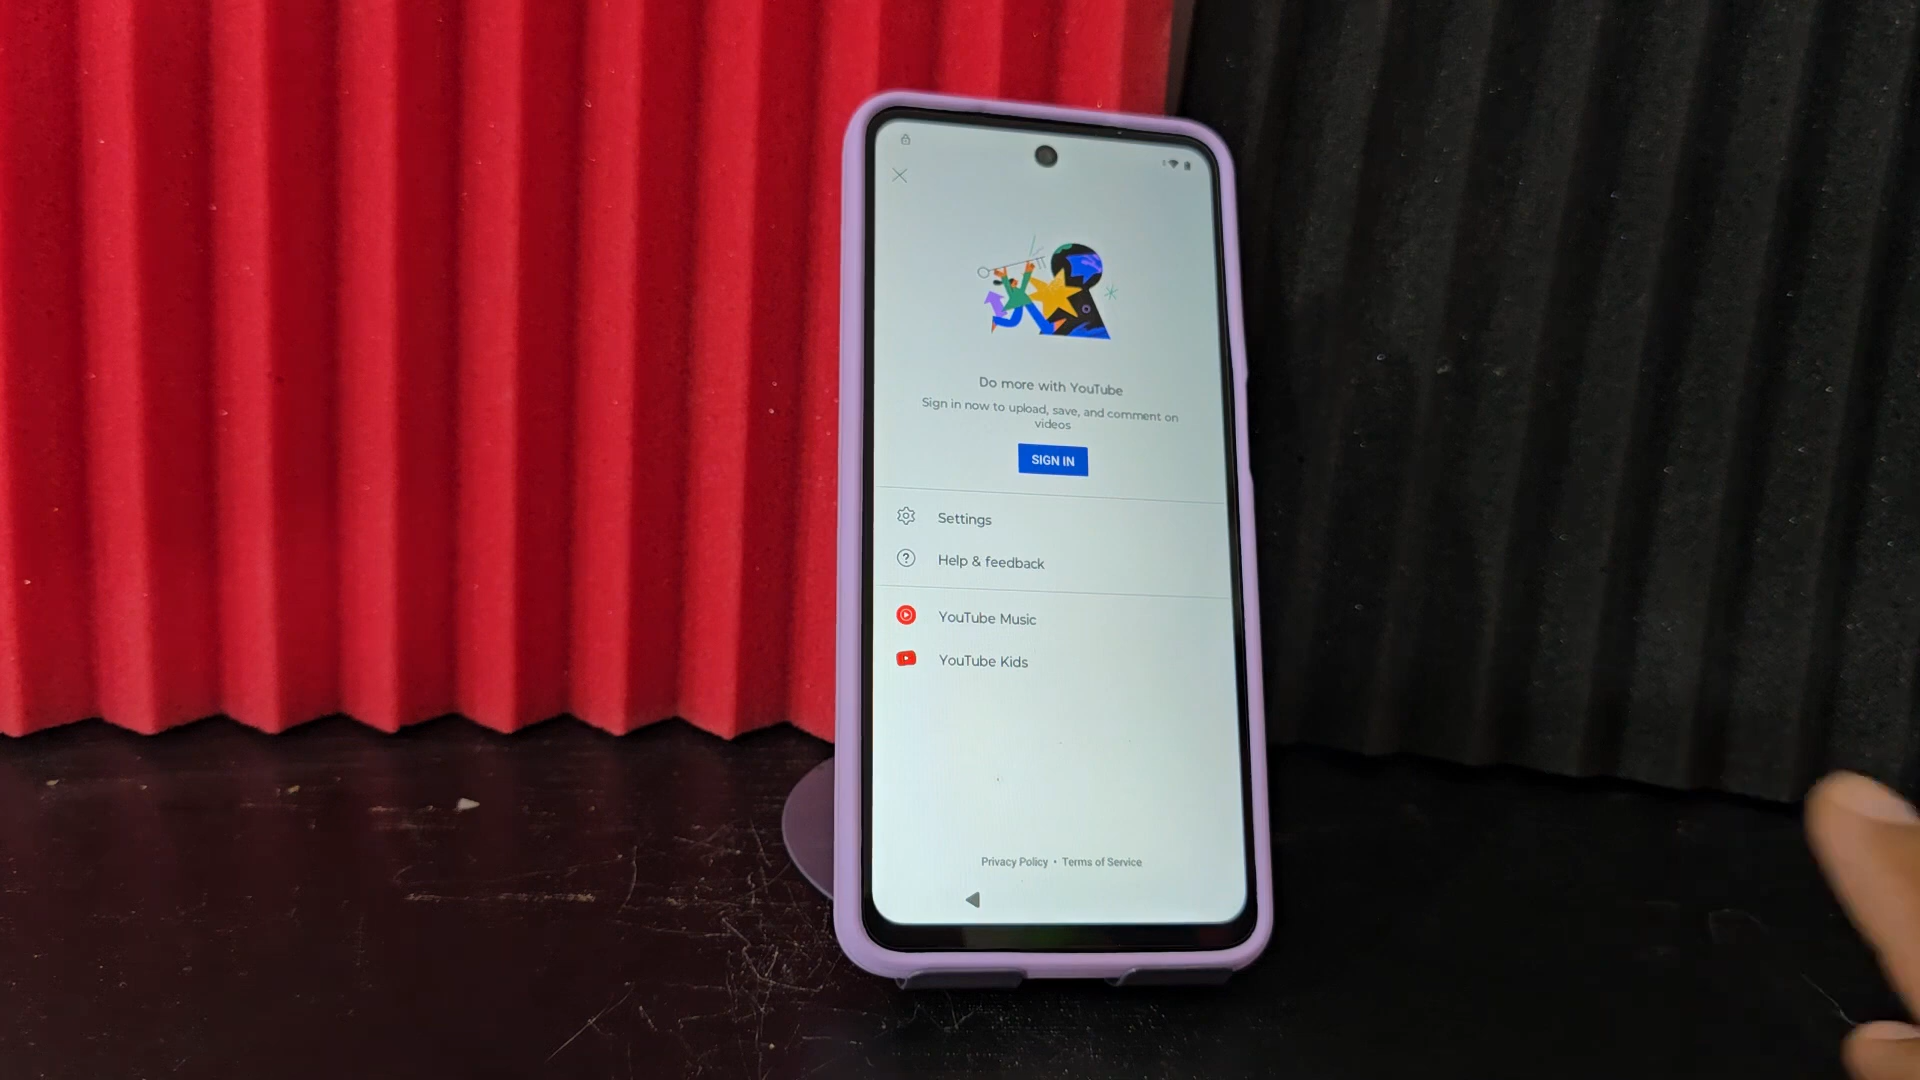 Do more with YouTube
Sign in now to upload, save, and comment on
videos
SIGN IN
Settings
Help & feedback
YouTube Music
YouTube Kids
Privacy Policy • Terms of Service